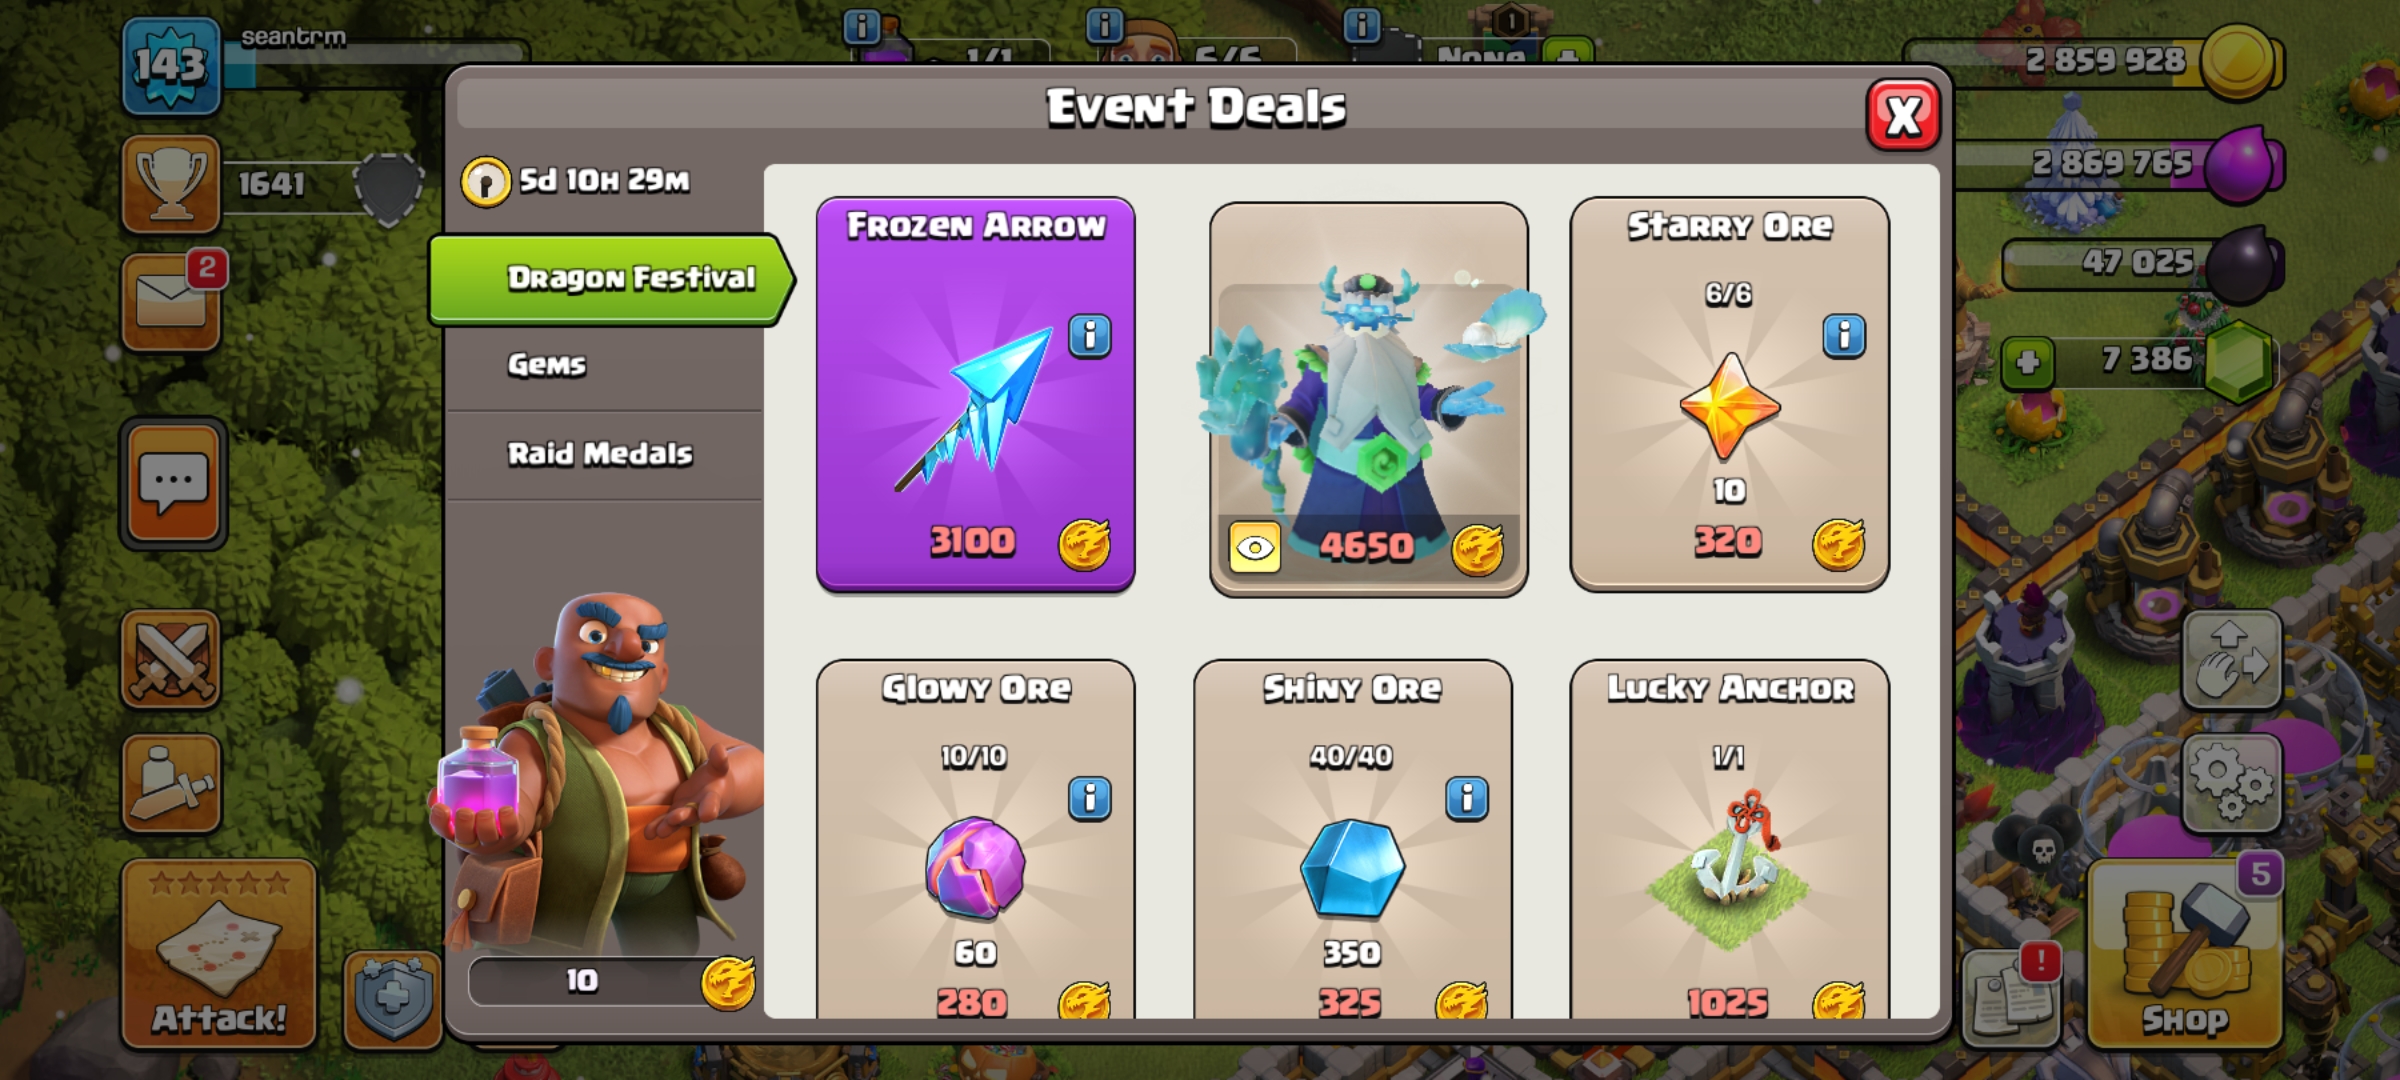 143
seantrm
1641
2
1/1
6/6
None
1
2 859 928
2 869 765
47 025
7 386
Event Deals
X
5d 10H 29M
Dragon Festival
Gems
Raid Medals
10
Frozen Arrow
3100
4650
Starry Ore
6/6
10
320
Glowy Ore
10/10
60
280
Shiny Ore
40/40
350
325
Lucky Anchor
1/1
1025
Attack!
5
!
Shop